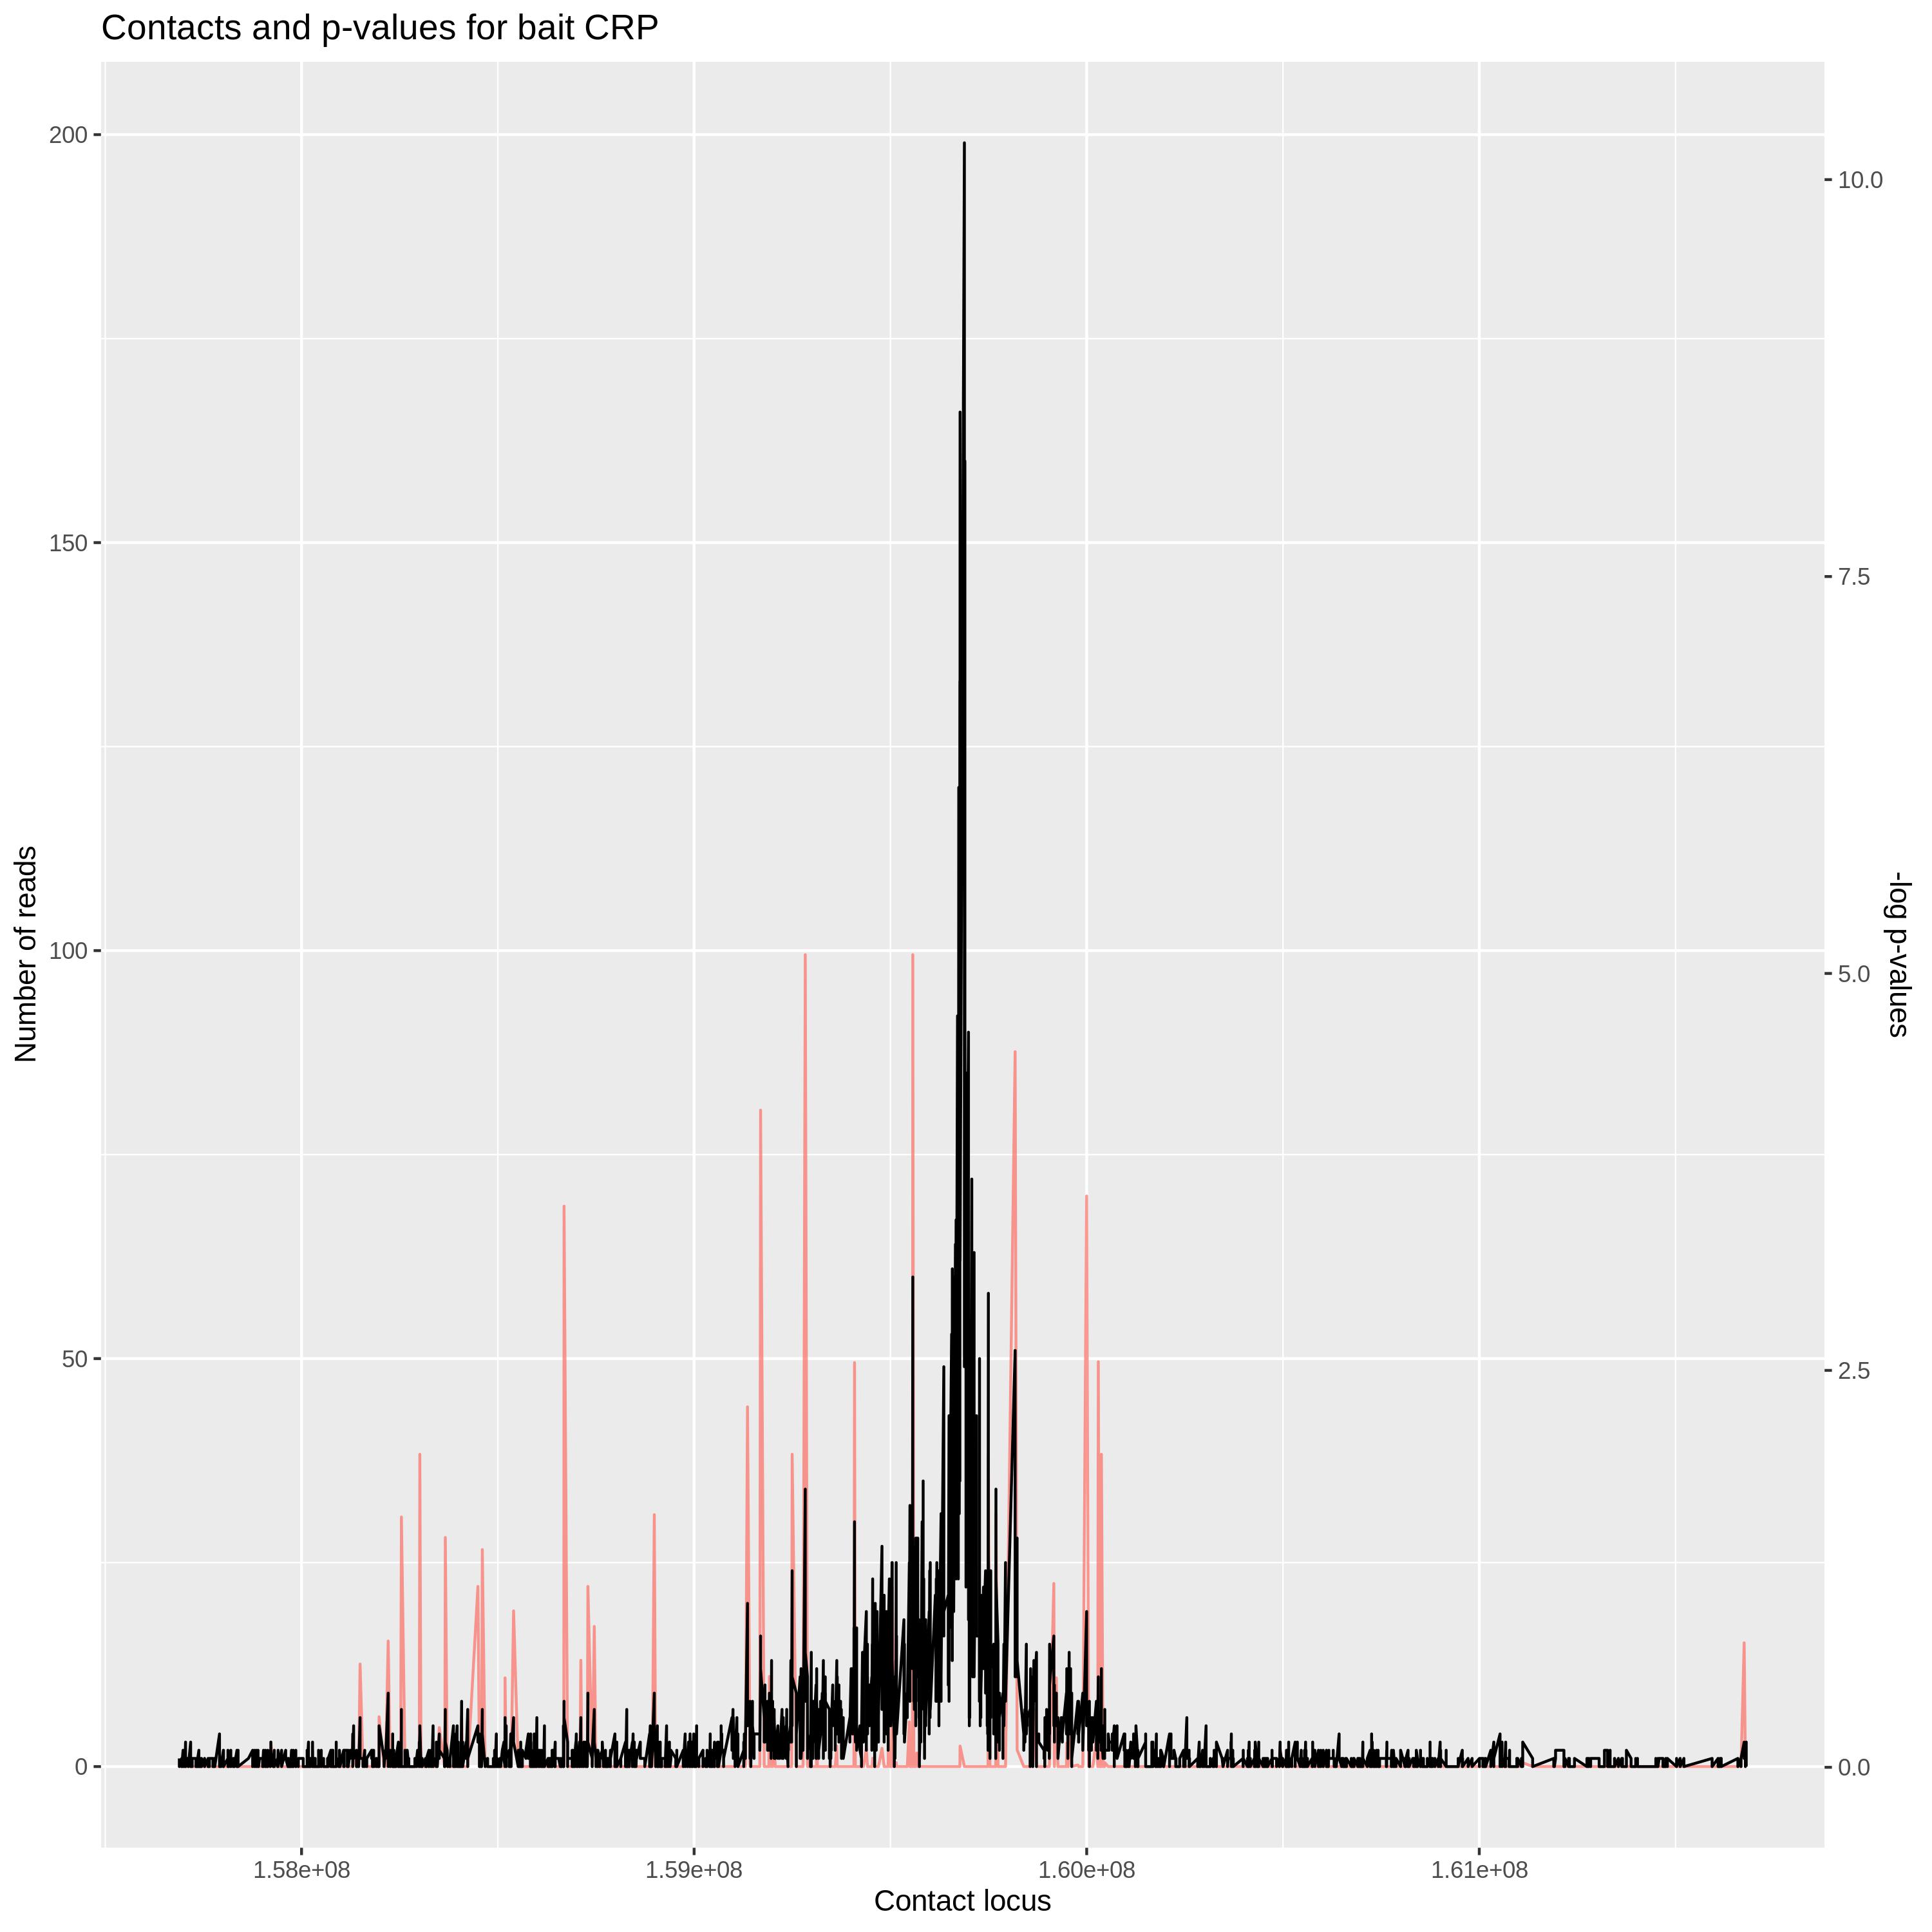 Contacts and p-values for bait CRP
200
150
100
50
0
Number of reads
10.0
7.5
5.0
2.5
0.0
-log p-values
1.58e+08 1.59e+08 1.60e+08 1.61e+08
Contact locus